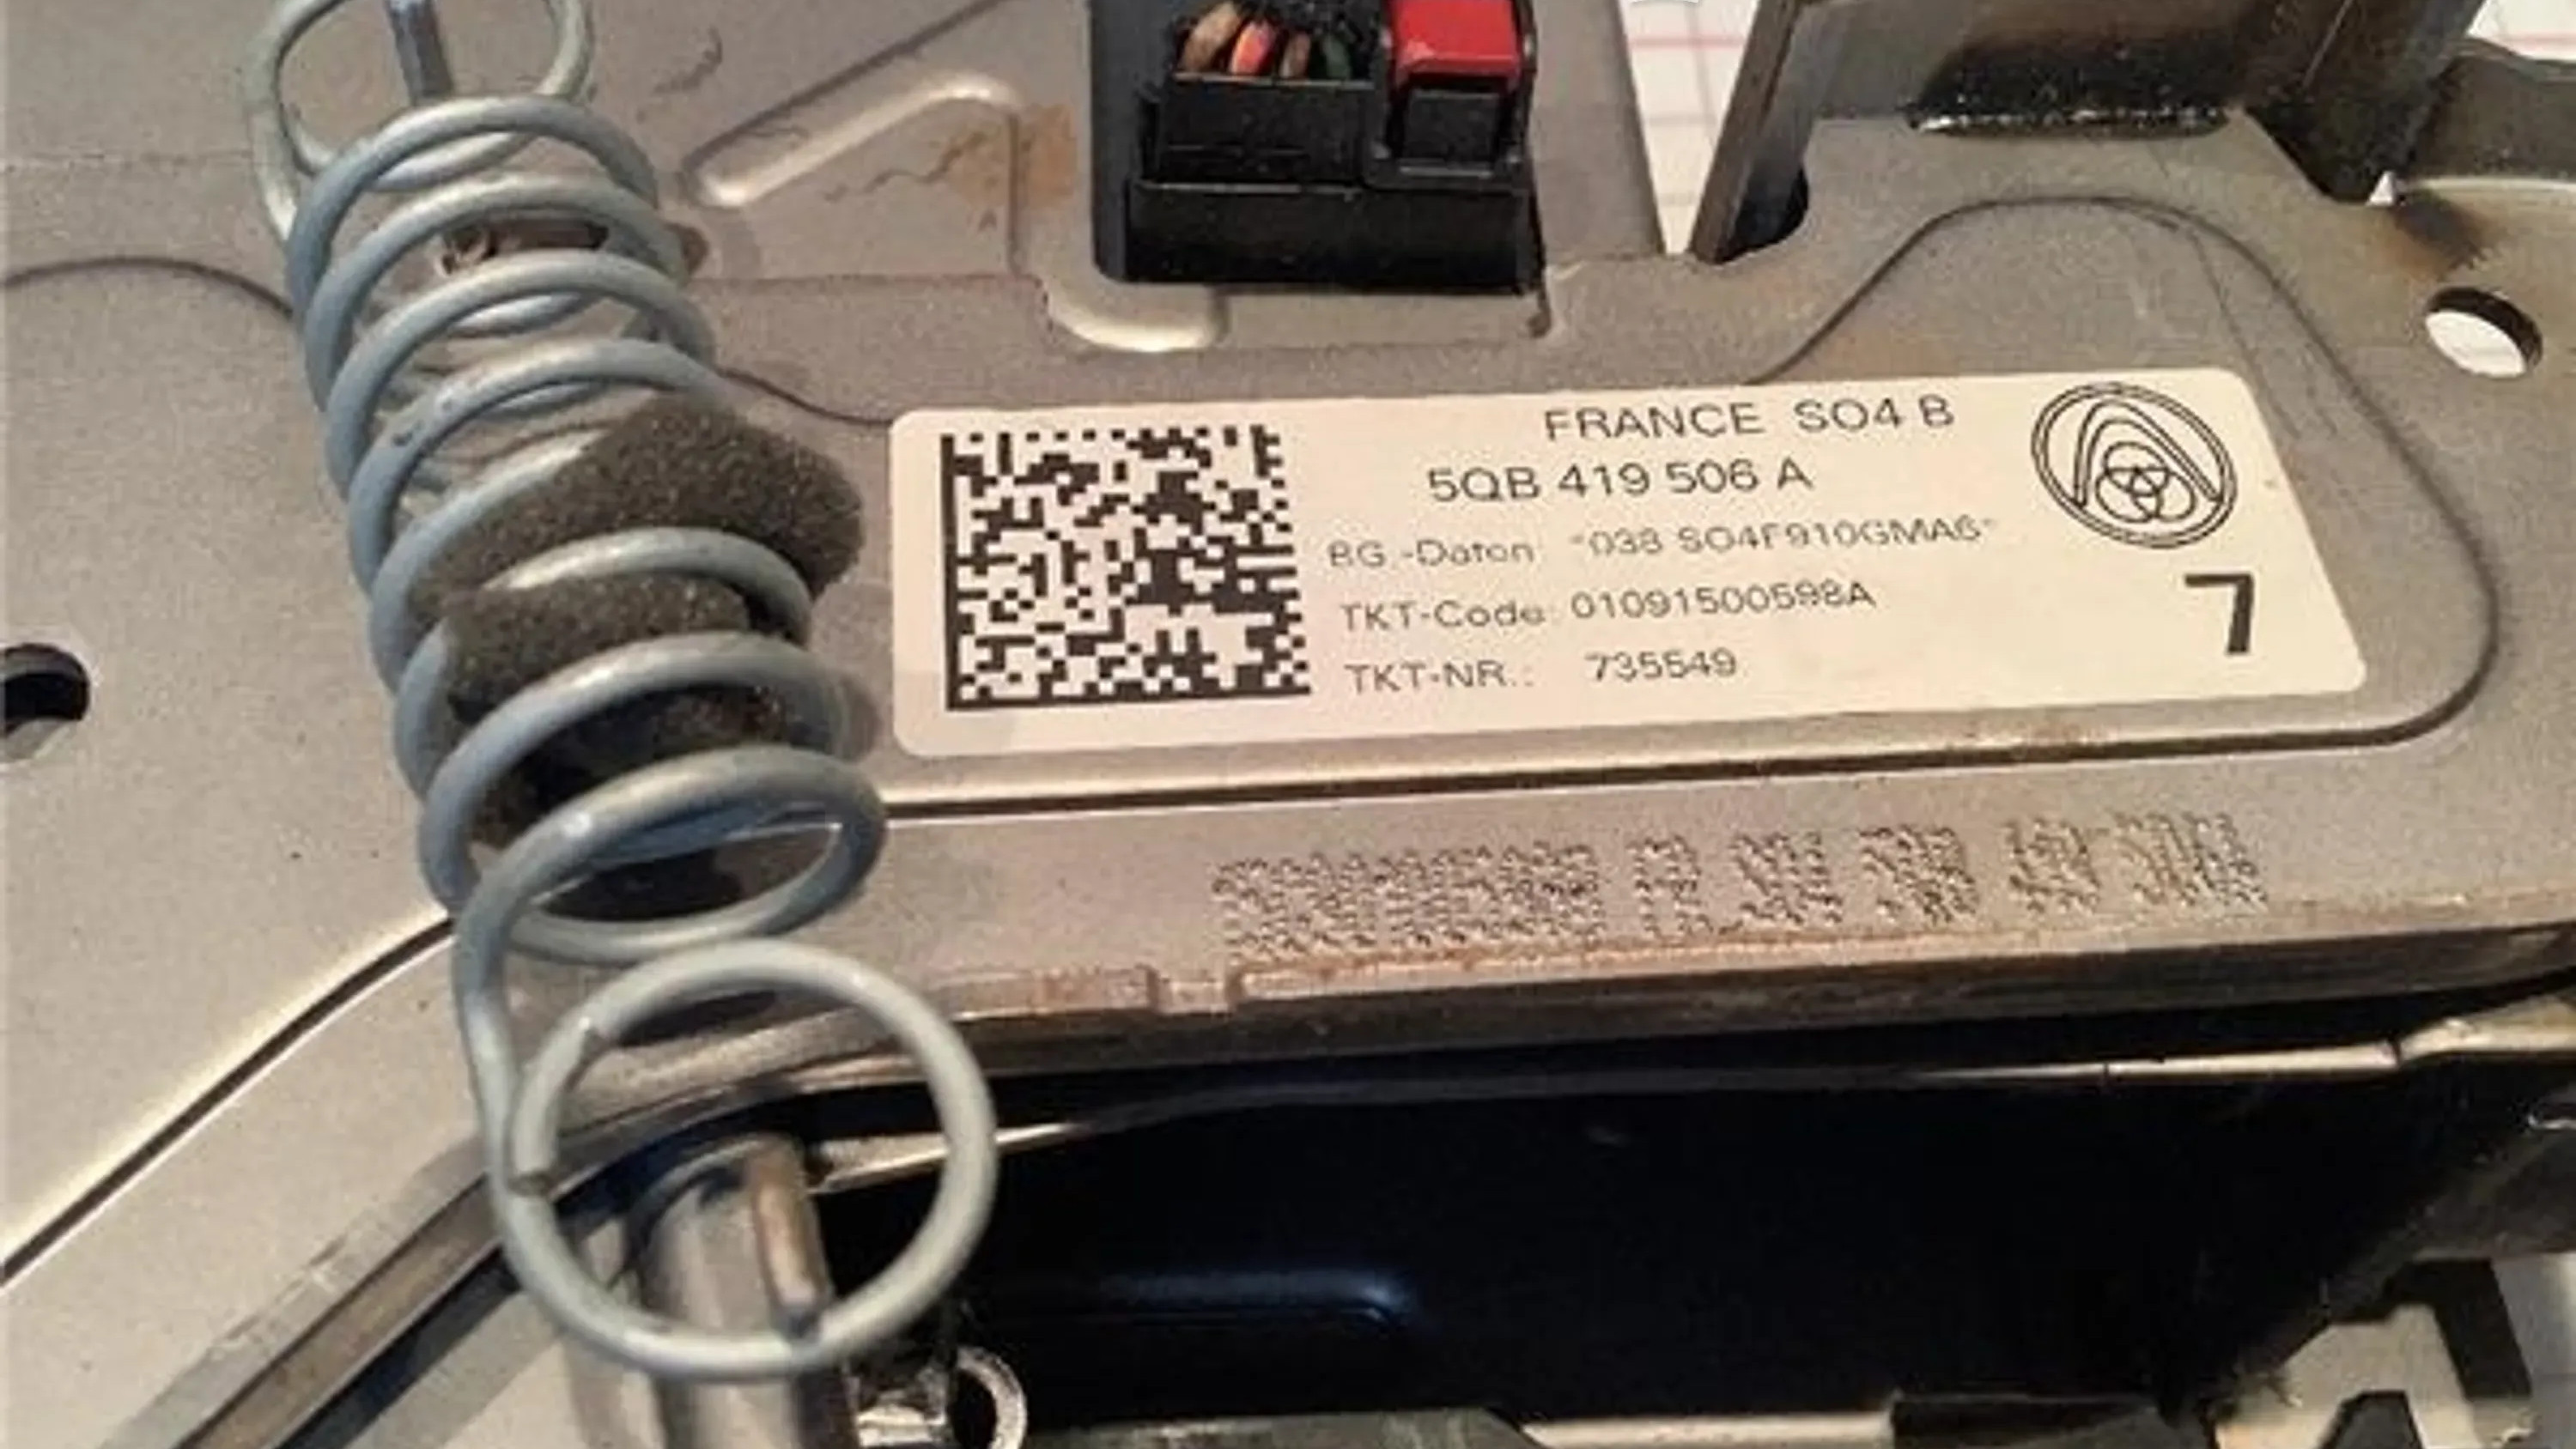 FRANCE SO4 B
5QB 419 506 A
BG.-Daten: "038 SO4F910GMA6"
TKT-Code: 01091500598A
TKT-NR.: 735549
7